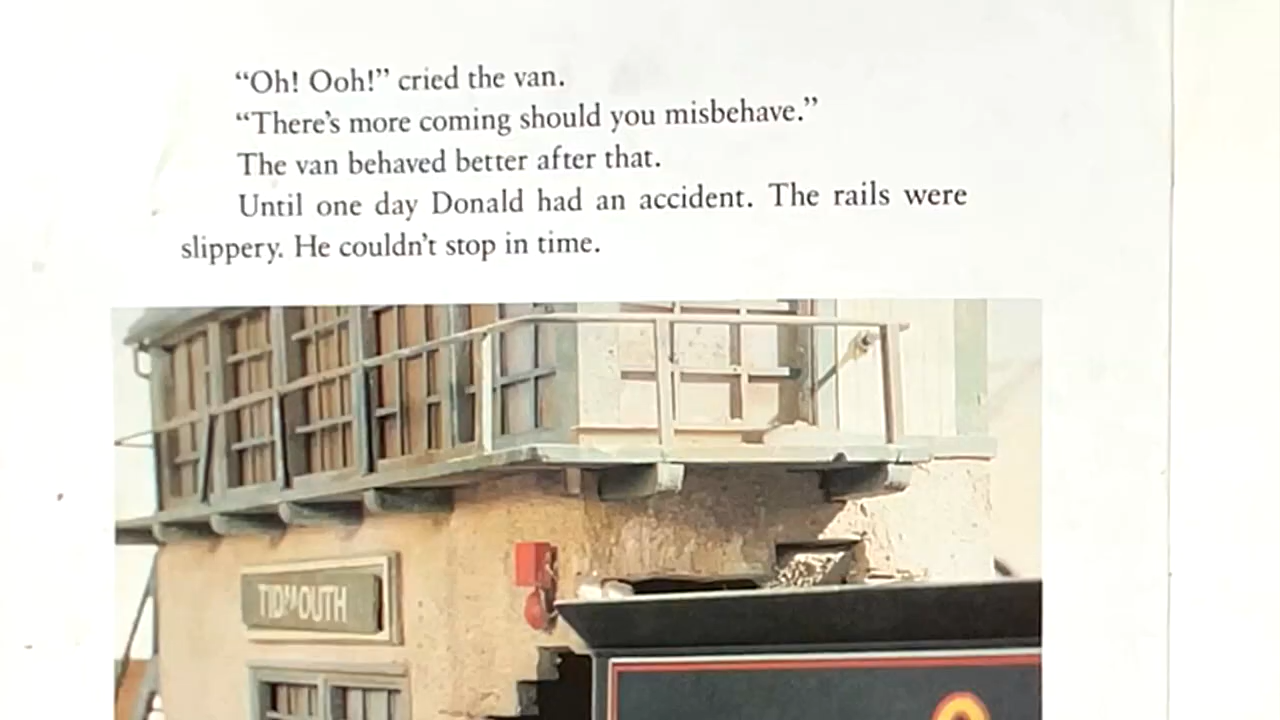 “Oh! Ooh!” cried the van.
“There’s more coming should you misbehave.”
The van behaved better after that.
Until one day Donald had an accident. The rails were
slippery. He couldn’t stop in time.
TIDMOUTH